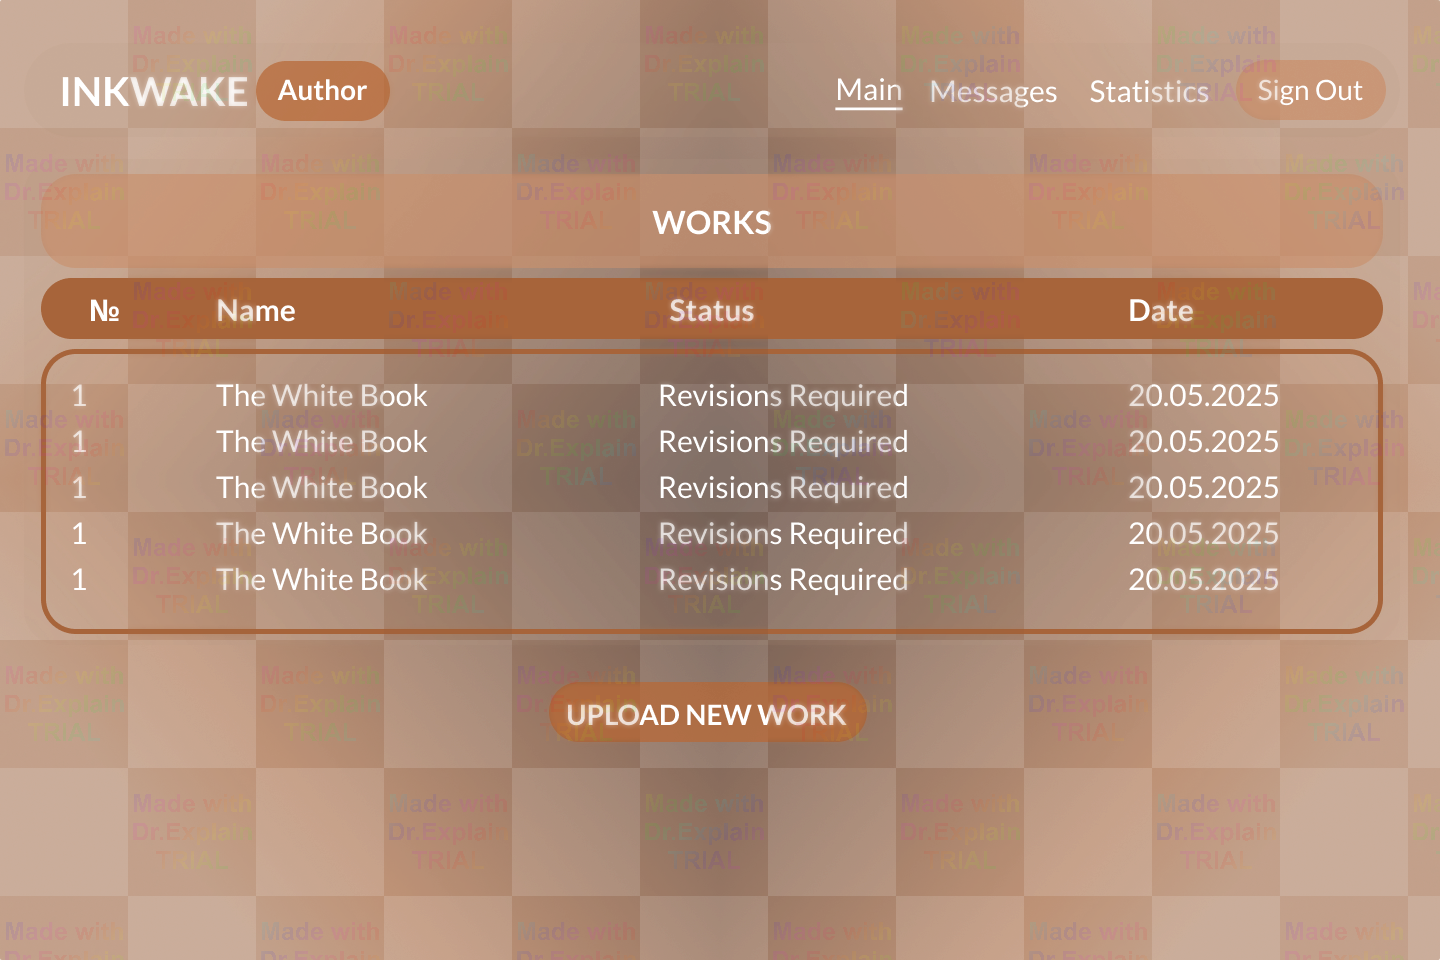 INKWAKE Author Main Messages Statistics Sign Out
WORKS
№ Name Status Date
1 The White Book Revisions Required 20.05.2025
1 The White Book Revisions Required 20.05.2025
1 The White Book Revisions Required 20.05.2025
1 The White Book Revisions Required 20.05.2025
1 The White Book Revisions Required 20.05.2025
UPLOAD NEW WORK
Made with
Dr.Explain
TRIAL